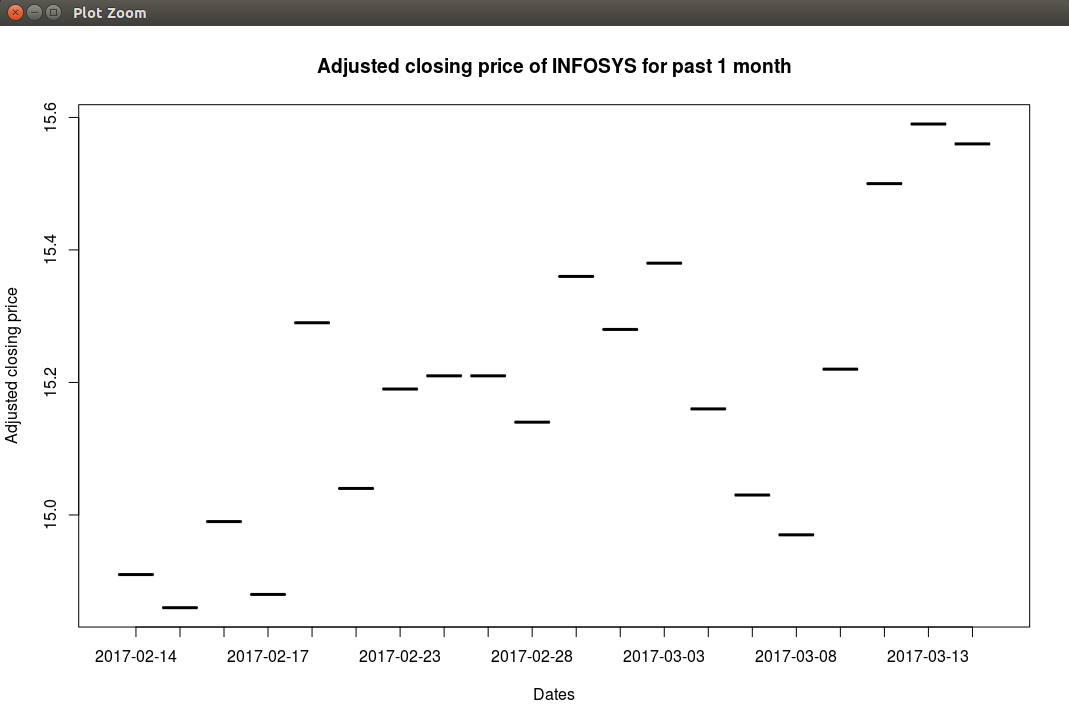 Plot Zoom
Adjusted closing price of INFOSYS for past 1 month
15.6
15.4
15.2
15.0
Adjusted closing price
2017-02-14 2017-02-17 2017-02-23 2017-02-28 2017-03-03 2017-03-08 2017-03-13
Dates